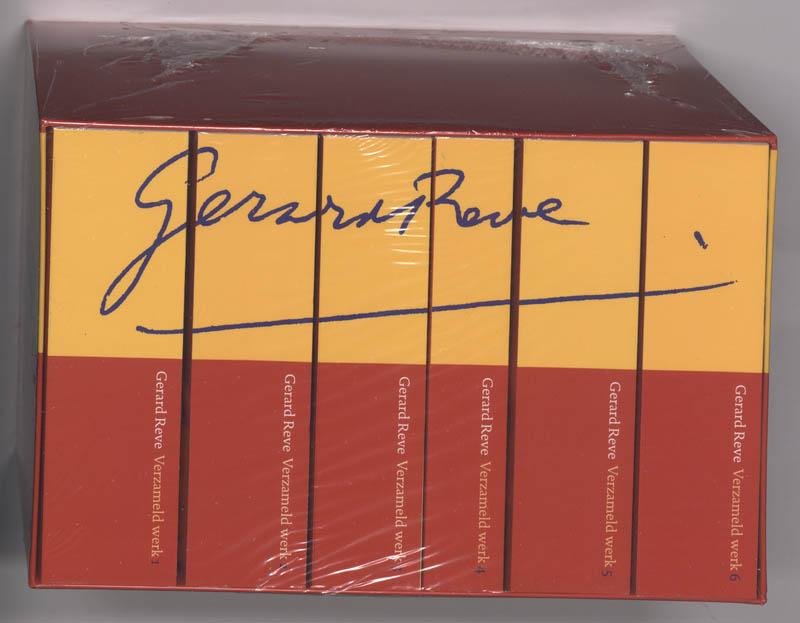 Gerard Reve.
Gerard Reve Verzameld werk 1
Gerard Reve Verzameld werk
Gerard Reve Verzameld werk
Gerard Reve Verzameld werk 4
Gerard Reve Verzameld werk 5
Gerard Reve Verzameld werk 6